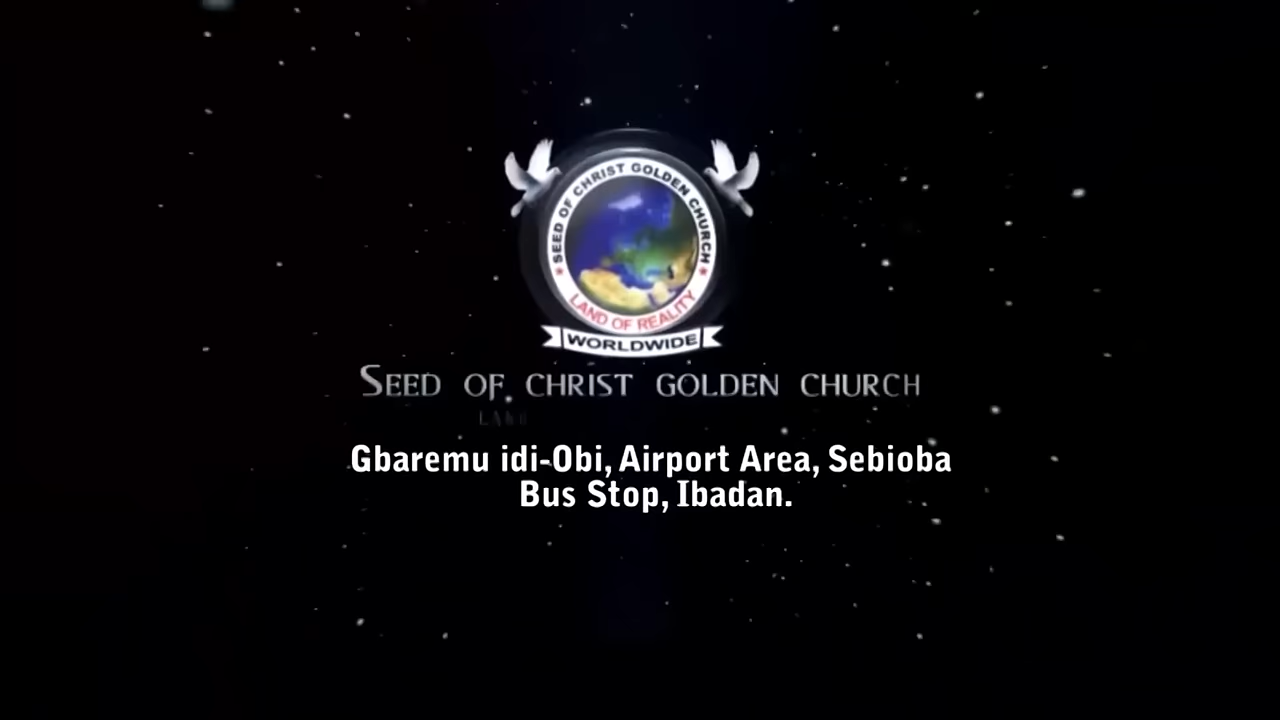 SEED OF CHRIST GOLDEN CHURCH
LAND OF REALITY
WORLDWIDE
SEED OF CHRIST GOLDEN CHURCH
Gbaremu idi-Obi, Airport Area, Sebioba
Bus Stop, Ibadan.